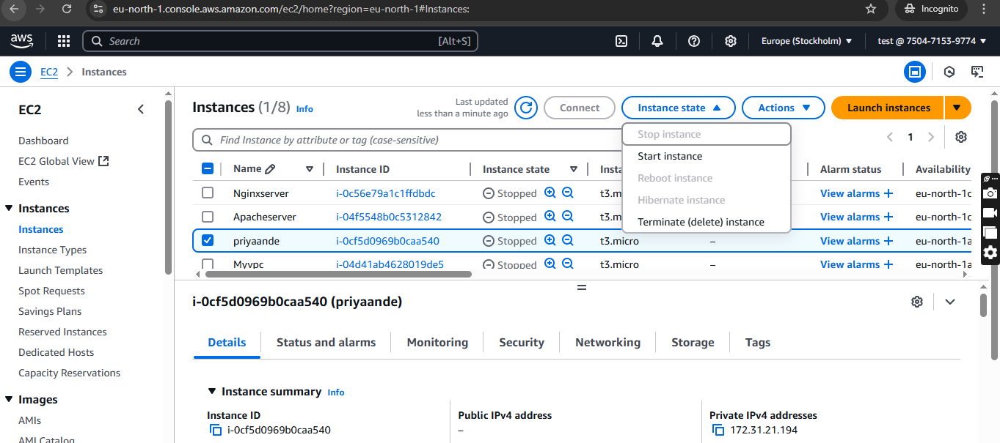 eu-north-1.console.aws.amazon.com/ec2/home?region=eu-north-1#Instances:
Incognito
aws
Search
[Alt+S]
Europe (Stockholm)
test @ 7504-7153-9774
EC2
Instances
EC2
Dashboard
EC2 Global View
Events
Instances
Instances
Instance Types
Launch Templates
Spot Requests
Savings Plans
Reserved Instances
Dedicated Hosts
Capacity Reservations
Images
AMIs
AMI Catalog
Instances (1/8) Info
Last updated
less than a minute ago
Connect
Instance state
Actions
Launch instances
Find Instance by attribute or tag (case-sensitive)
1
Stop instance
Start instance
Reboot instance
Hibernate instance
Terminate (delete) instance
Name Instance ID Instance state Insta Alarm status Availability
Nginxserver i-0c56e79a1c1ffdbdc Stopped t3.m View alarms + eu-north-1c
Apacheserver i-04f5548b0c5312842 Stopped t3.m View alarms + eu-north-1c
priyaande i-0cf5d0969b0caa540 Stopped t3.micro – View alarms + eu-north-1a
Myvpc i-04d41ab4628019de5 Stopped t3.micro – View alarms + eu-north-1a
i-0cf5d0969b0caa540 (priyaande)
Details Status and alarms Monitoring Security Networking Storage Tags
Instance summary Info
Instance ID
i-0cf5d0969b0caa540
Public IPv4 address
–
Private IPv4 addresses
172.31.21.194